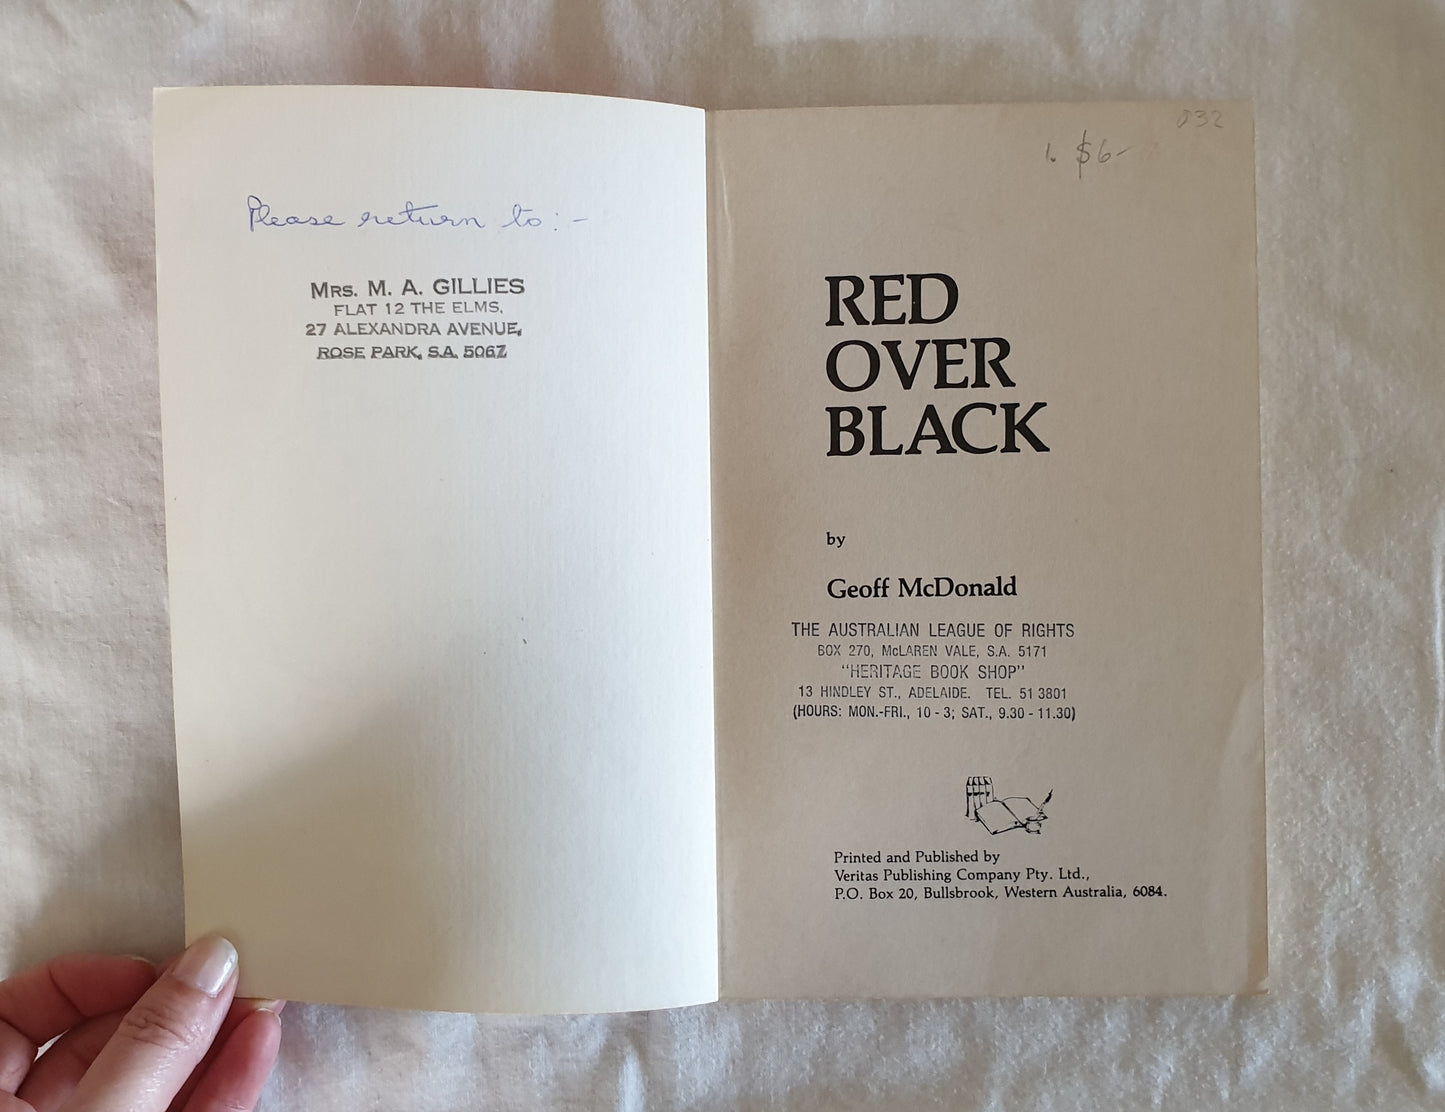 Please return to:-
MRS. M. A. GILLIES
FLAT 12 THE ELMS,
27 ALEXANDRA AVENUE,
ROSE PARK, S.A. 5067
032
1. $6-
RED
OVER
BLACK
by
Geoff McDonald
THE AUSTRALIAN LEAGUE OF RIGHTS
BOX 270, McLAREN VALE, S.A. 5171
"HERITAGE BOOK SHOP"
13 HINDLEY ST., ADELAIDE. TEL. 51 3801
(HOURS: MON.-FRI., 10 - 3; SAT., 9.30 - 11.30)
Printed and Published by
Veritas Publishing Company Pty. Ltd.,
P.O. Box 20, Bullsbrook, Western Australia, 6084.